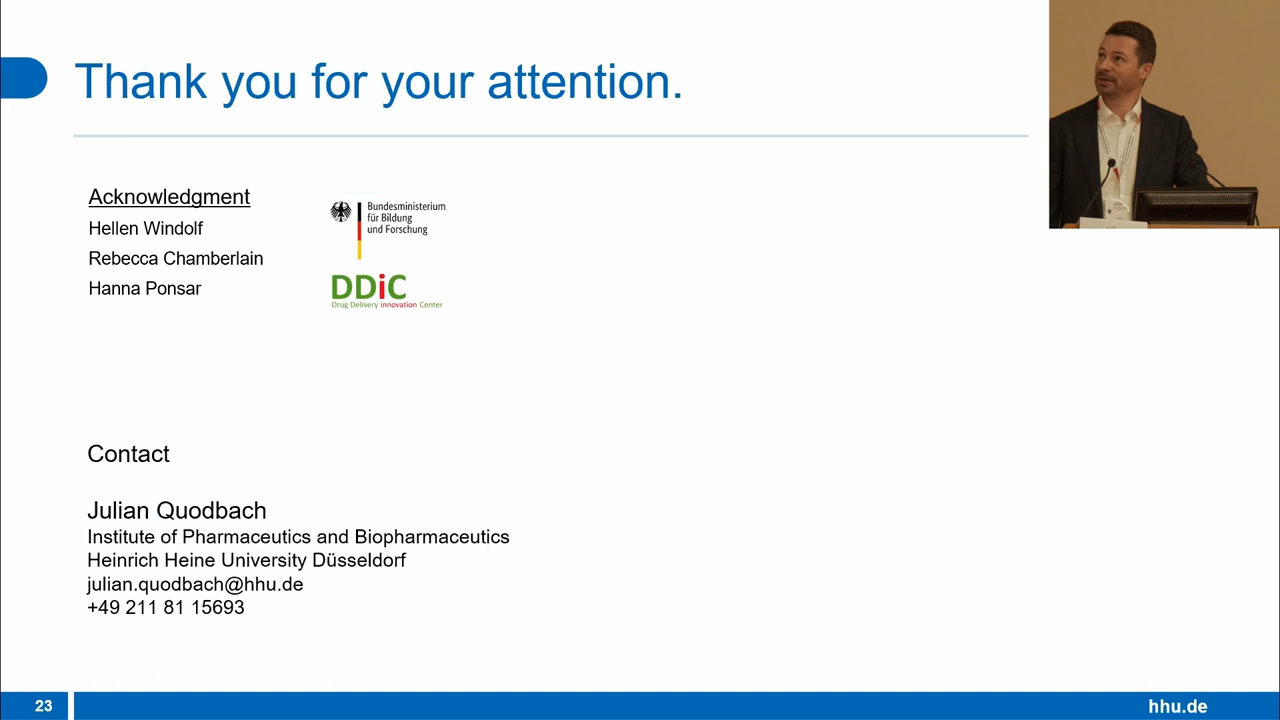 Thank you for your attention.
Acknowledgment
Hellen Windolf
Rebecca Chamberlain
Hanna Ponsar
Bundesministerium
für Bildung
und Forschung
DDiC
Drug Delivery innovation Center
Contact
Julian Quodbach
Institute of Pharmaceutics and Biopharmaceutics
Heinrich Heine University Düsseldorf
julian.quodbach@hhu.de
+49 211 81 15693
23
hhu.de